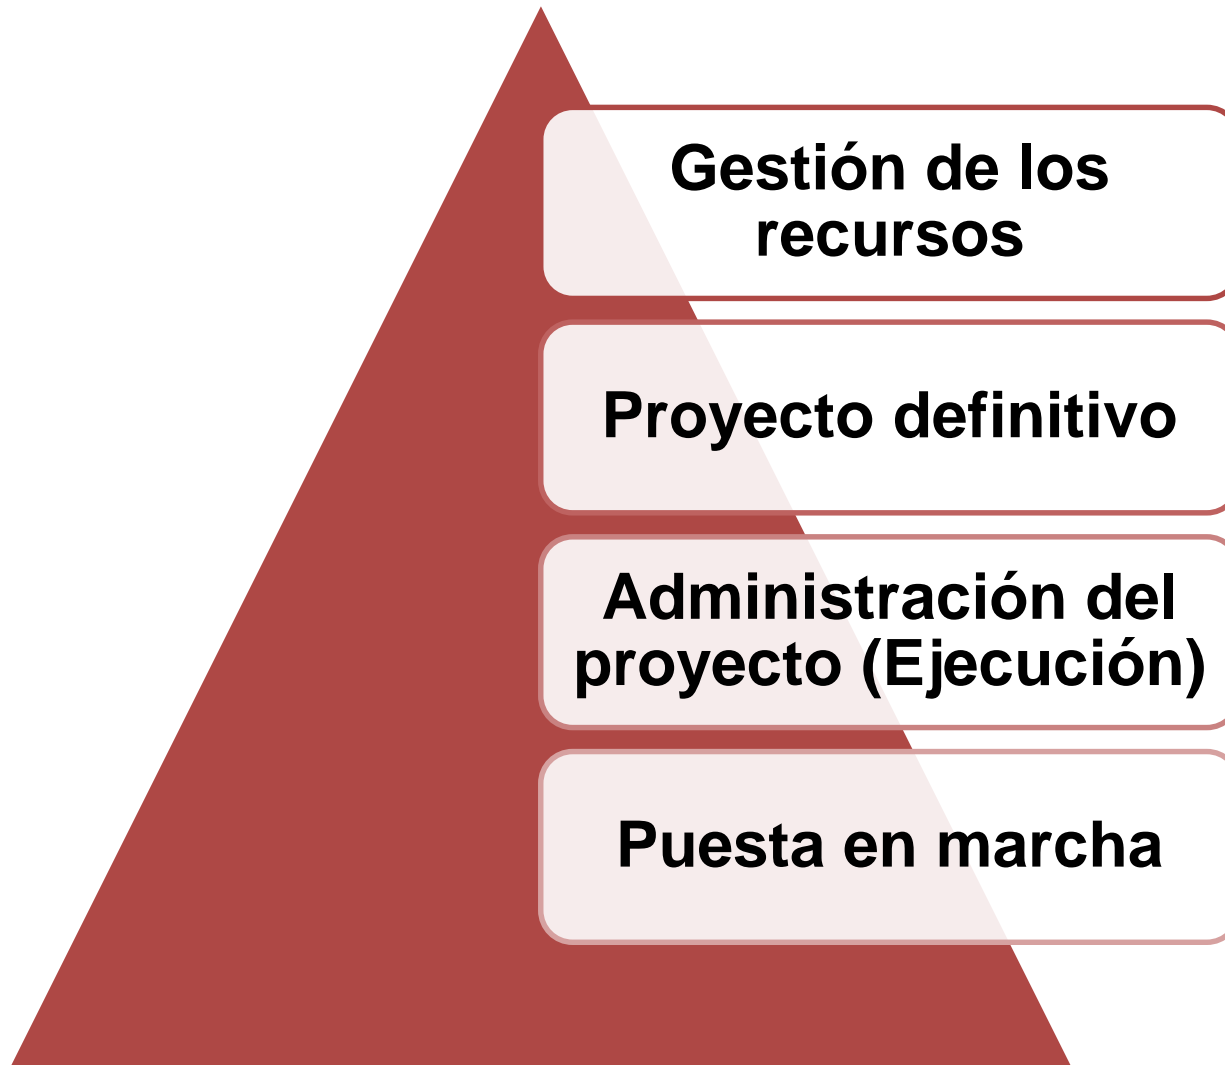 Gestión de los
recursos
Proyecto definitivo
Administración del
proyecto (Ejecución)
Puesta en marcha